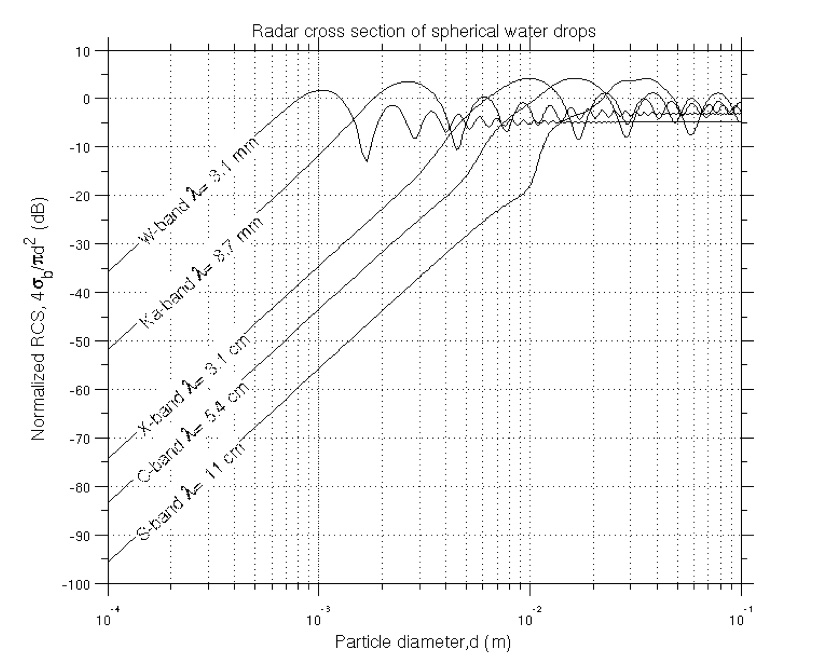 Radar cross section of spherical water drops
10
0
-10
-20
-30
-40
-50
-60
-70
-80
-90
-100
Normalized RCS, 4σb/πd² (dB)
W-band λ= 3.1 mm
Ka-band λ= 8.7 mm
X-band λ= 3.1 cm
C-band λ= 5.4 cm
S-band λ= 11 cm
10⁻⁴ 10⁻³ 10⁻² 10⁻¹
Particle diameter,d (m)